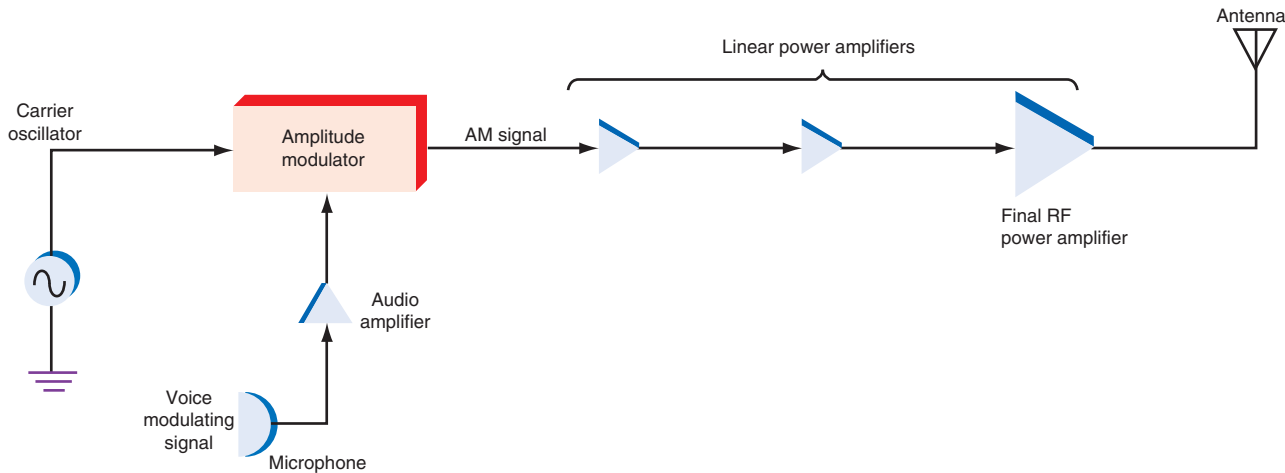 Antenna
Linear power amplifiers
Carrier
oscillator
Amplitude
modulator
AM signal
Final RF
power amplifier
Audio
amplifier
Voice
modulating
signal
Microphone